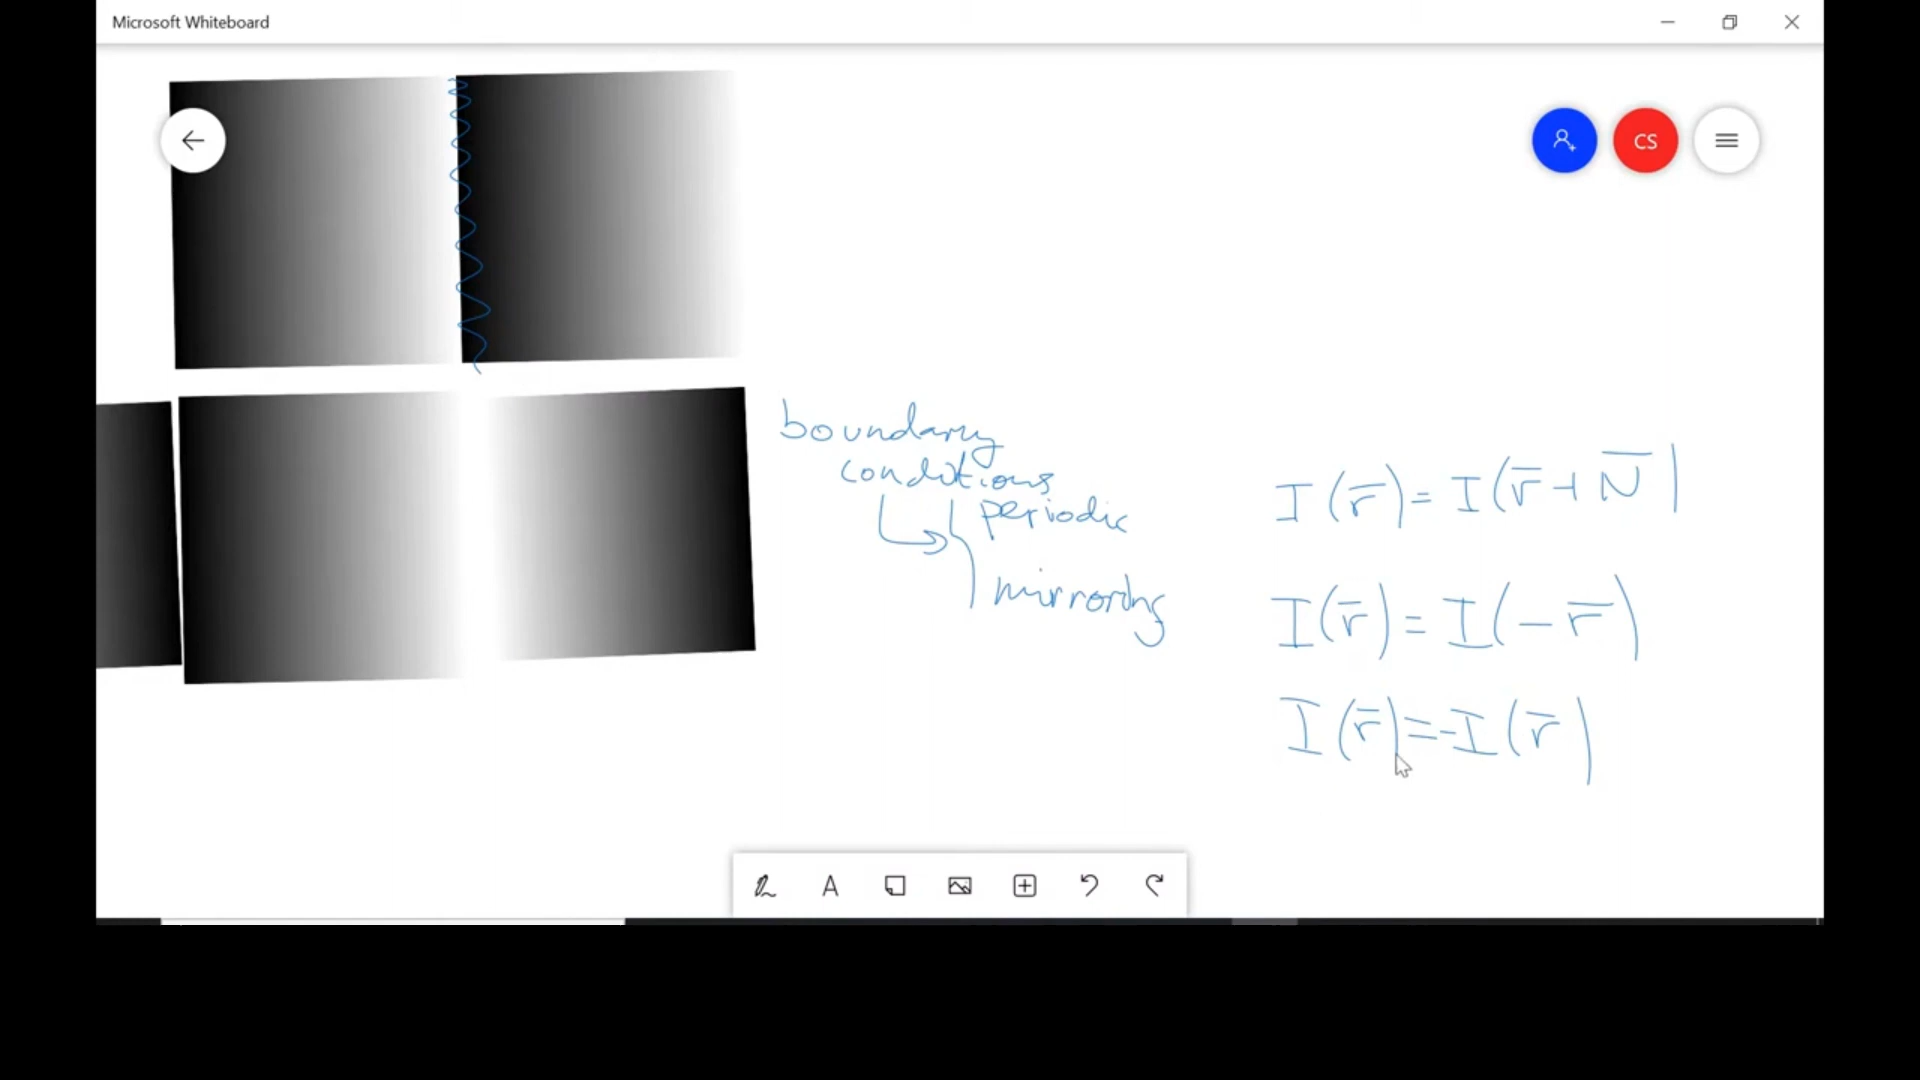 Microsoft Whiteboard
CS
boundary
conditions
periodic
mirroring
I(r̅) = I(r̅ + N̅)
I(r̅) = I(-r̅)
I(r̅) = -I(r̅)
A